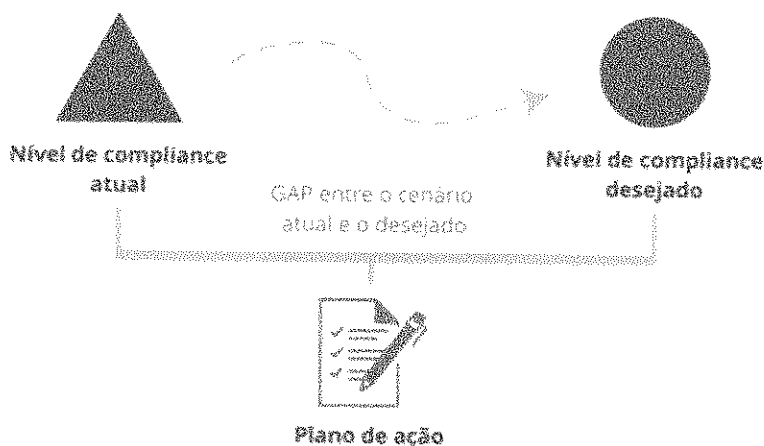 Nível de compliance
atual
Nível de compliance
desejado
GAP entre o cenário
atual e o desejado
Plano de ação